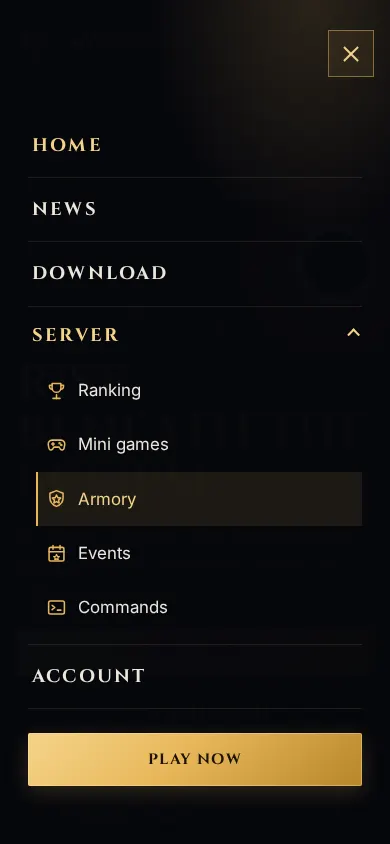 HOME
NEWS
DOWNLOAD
SERVER
Ranking
Mini games
Armory
Events
Commands
ACCOUNT
PLAY NOW